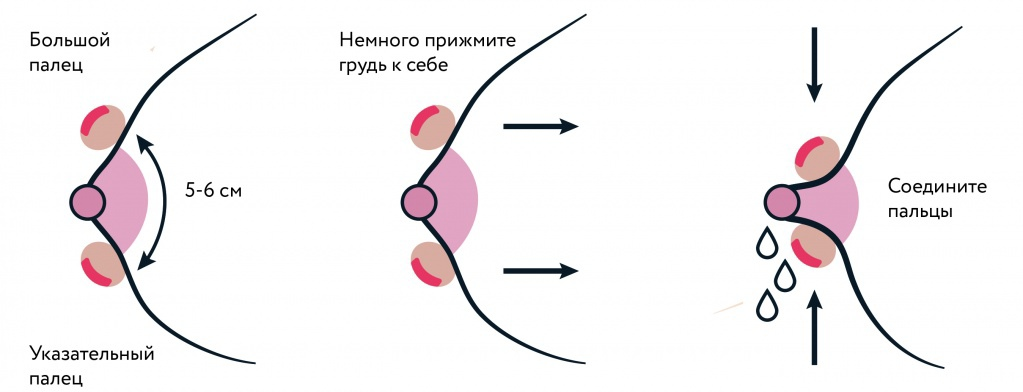 Большой
палец
5-6 см
Указательный
палец
Немного прижмите
грудь к себе
Соедините
пальцы